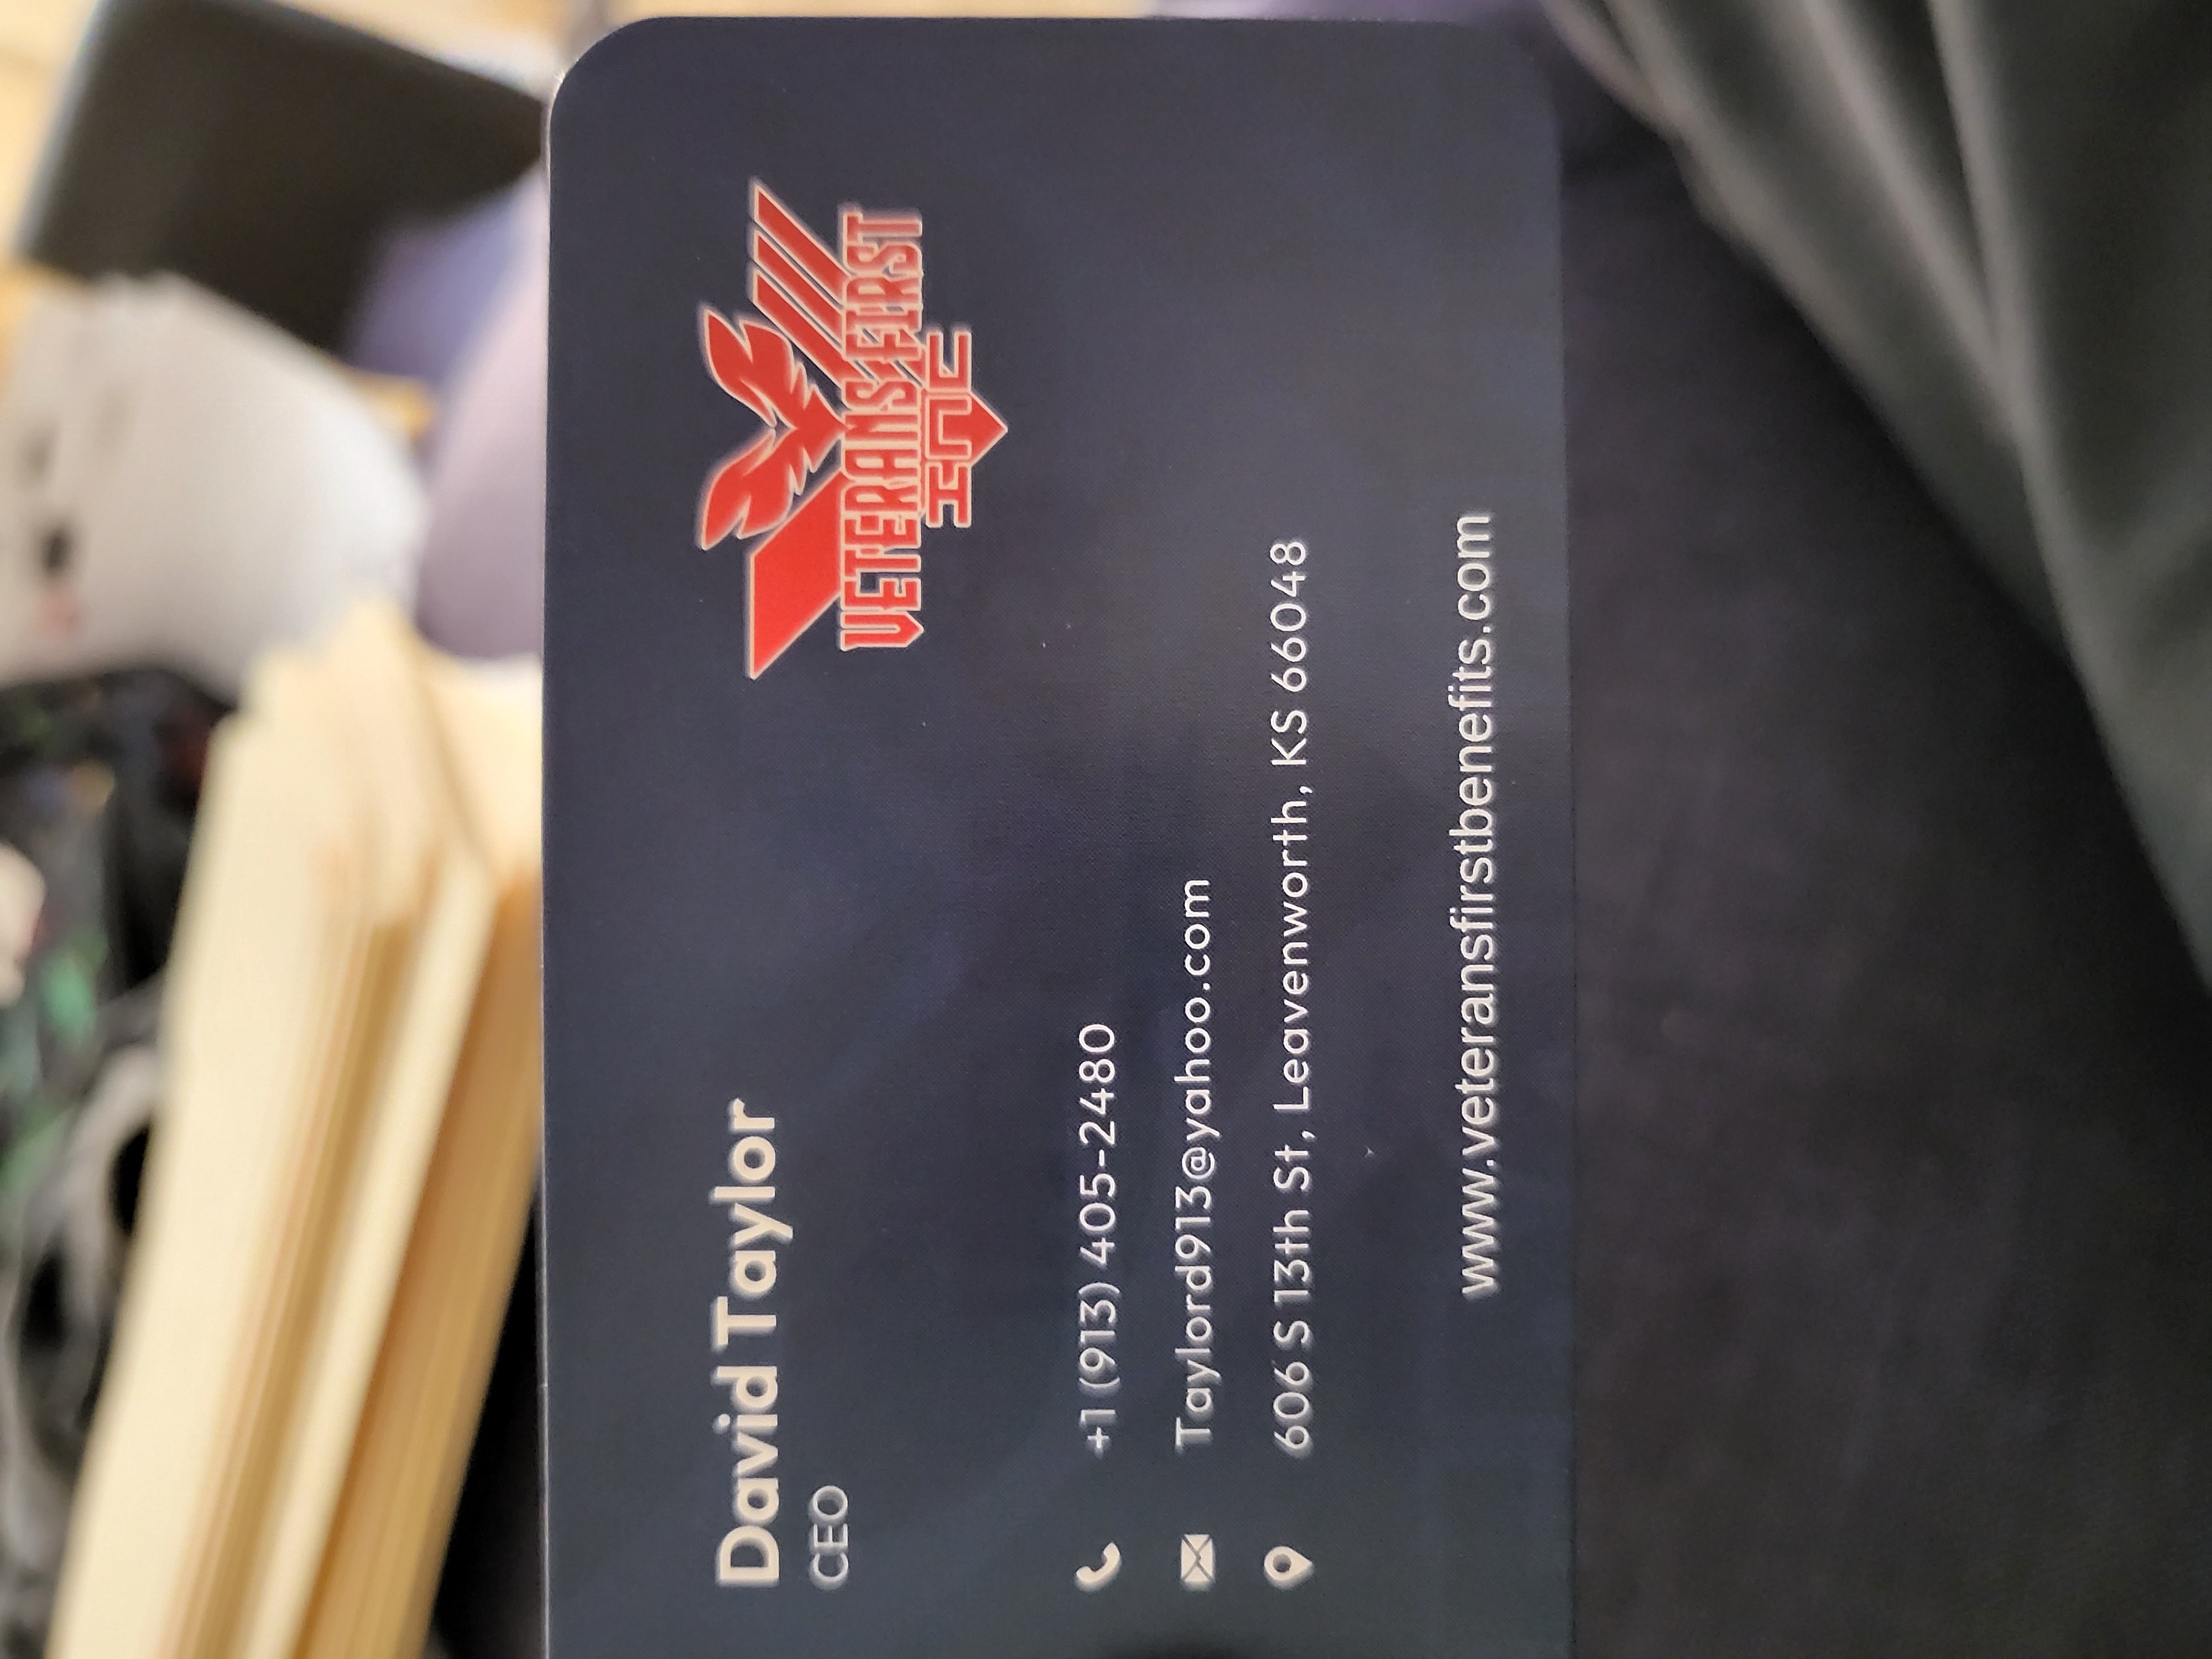 David Taylor
CEO
VETERANS FIRST
INC
+1 (913) 405-2480
Taylord913@yahoo.com
606 S 13th St, Leavenworth, KS 66048
www.veteransfirstbenefits.com